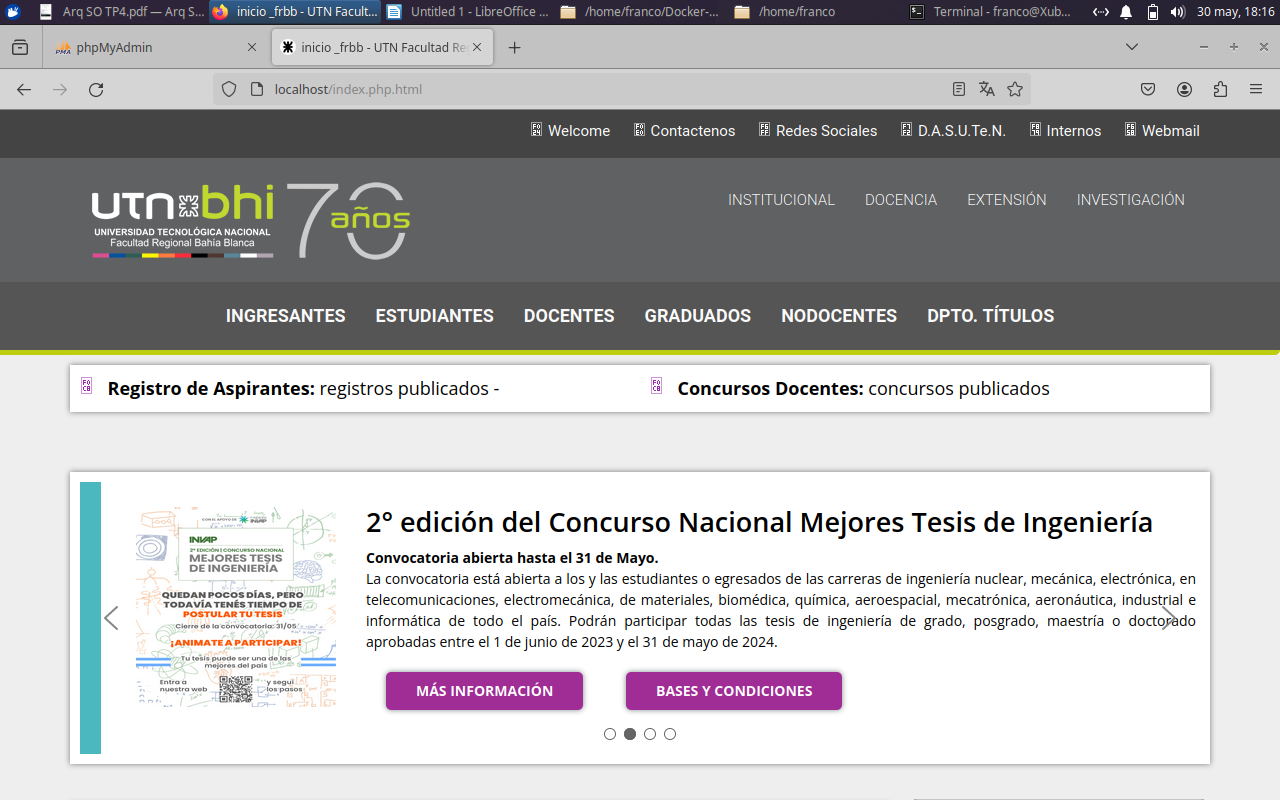 Arq SO TP4.pdf — Arq S...
inicio _frbb - UTN Facult...
Untitled 1 - LibreOffice ...
/home/franco/Docker-...
/home/franco
Terminal - franco@Xub...
30 may, 18:16
phpMyAdmin
inicio _frbb - UTN Facultad Re
localhost/index.php.html
Welcome
Contactenos
Redes Sociales
D.A.S.U.Te.N.
Internos
Webmail
utn bhi 70 años
UNIVERSIDAD TECNOLÓGICA NACIONAL
Facultad Regional Bahía Blanca
INSTITUCIONAL
DOCENCIA
EXTENSIÓN
INVESTIGACIÓN
INGRESANTES
ESTUDIANTES
DOCENTES
GRADUADOS
NODOCENTES
DPTO. TÍTULOS
Registro de Aspirantes: registros publicados -
Concursos Docentes: concursos publicados
CON EL APOYO DE
INVAP
INVAP
2º EDICIÓN | CONCURSO NACIONAL
MEJORES TESIS
DE INGENIERÍA
QUEDAN POCOS DÍAS, PERO
TODAVÍA TENÉS TIEMPO DE
POSTULAR TU TESIS
Cierre de la convocatoria: 31/05
¡ANIMATE A PARTICIPAR!
Tu tesis puede ser una de las
mejores del país
Entra a
nuestra web
y seguí
los pasos
2º edición del Concurso Nacional Mejores Tesis de Ingeniería
Convocatoria abierta hasta el 31 de Mayo.
La convocatoria está abierta a los y las estudiantes o egresados de las carreras de ingeniería nuclear, mecánica, electrónica, en
telecomunicaciones, electromecánica, de materiales, biomédica, química, aeroespacial, mecatrónica, aeronáutica, industrial e
informática de todo el país. Podrán participar todas las tesis de ingeniería de grado, posgrado, maestría o doctorado
aprobadas entre el 1 de junio de 2023 y el 31 de mayo de 2024.
MÁS INFORMACIÓN
BASES Y CONDICIONES